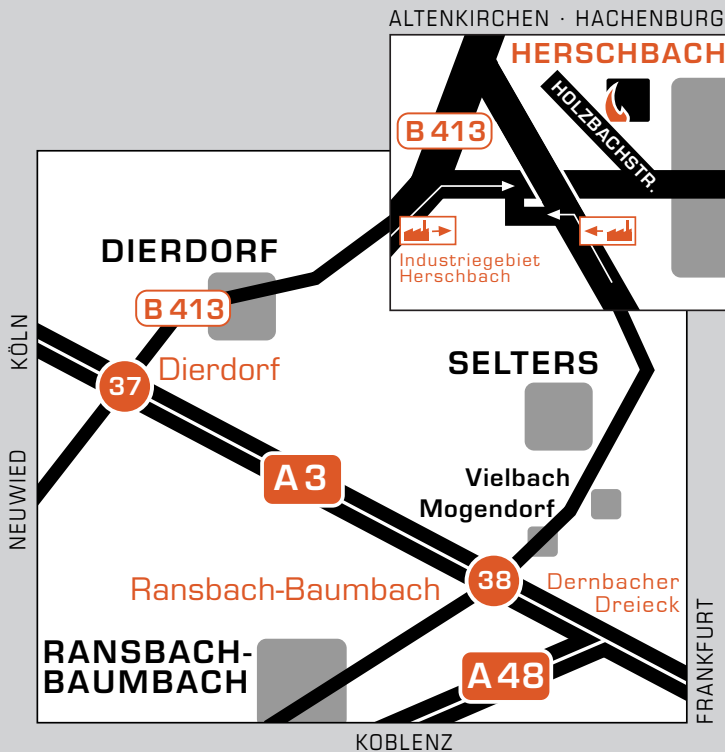 ALTENKIRCHEN · HACHENBURG
HERSCHBACH
HOLZBACHSTR.
B 413
Industriegebiet
Herschbach
DIERDORF
B 413
KÖLN
37
Dierdorf
SELTERS
A 3
Vielbach
Mogendorf
NEUWIED
Ransbach-Baumbach
38
Dernbacher
Dreieck
RANSBACH-
BAUMBACH
A 48
FRANKFURT
KOBLENZ